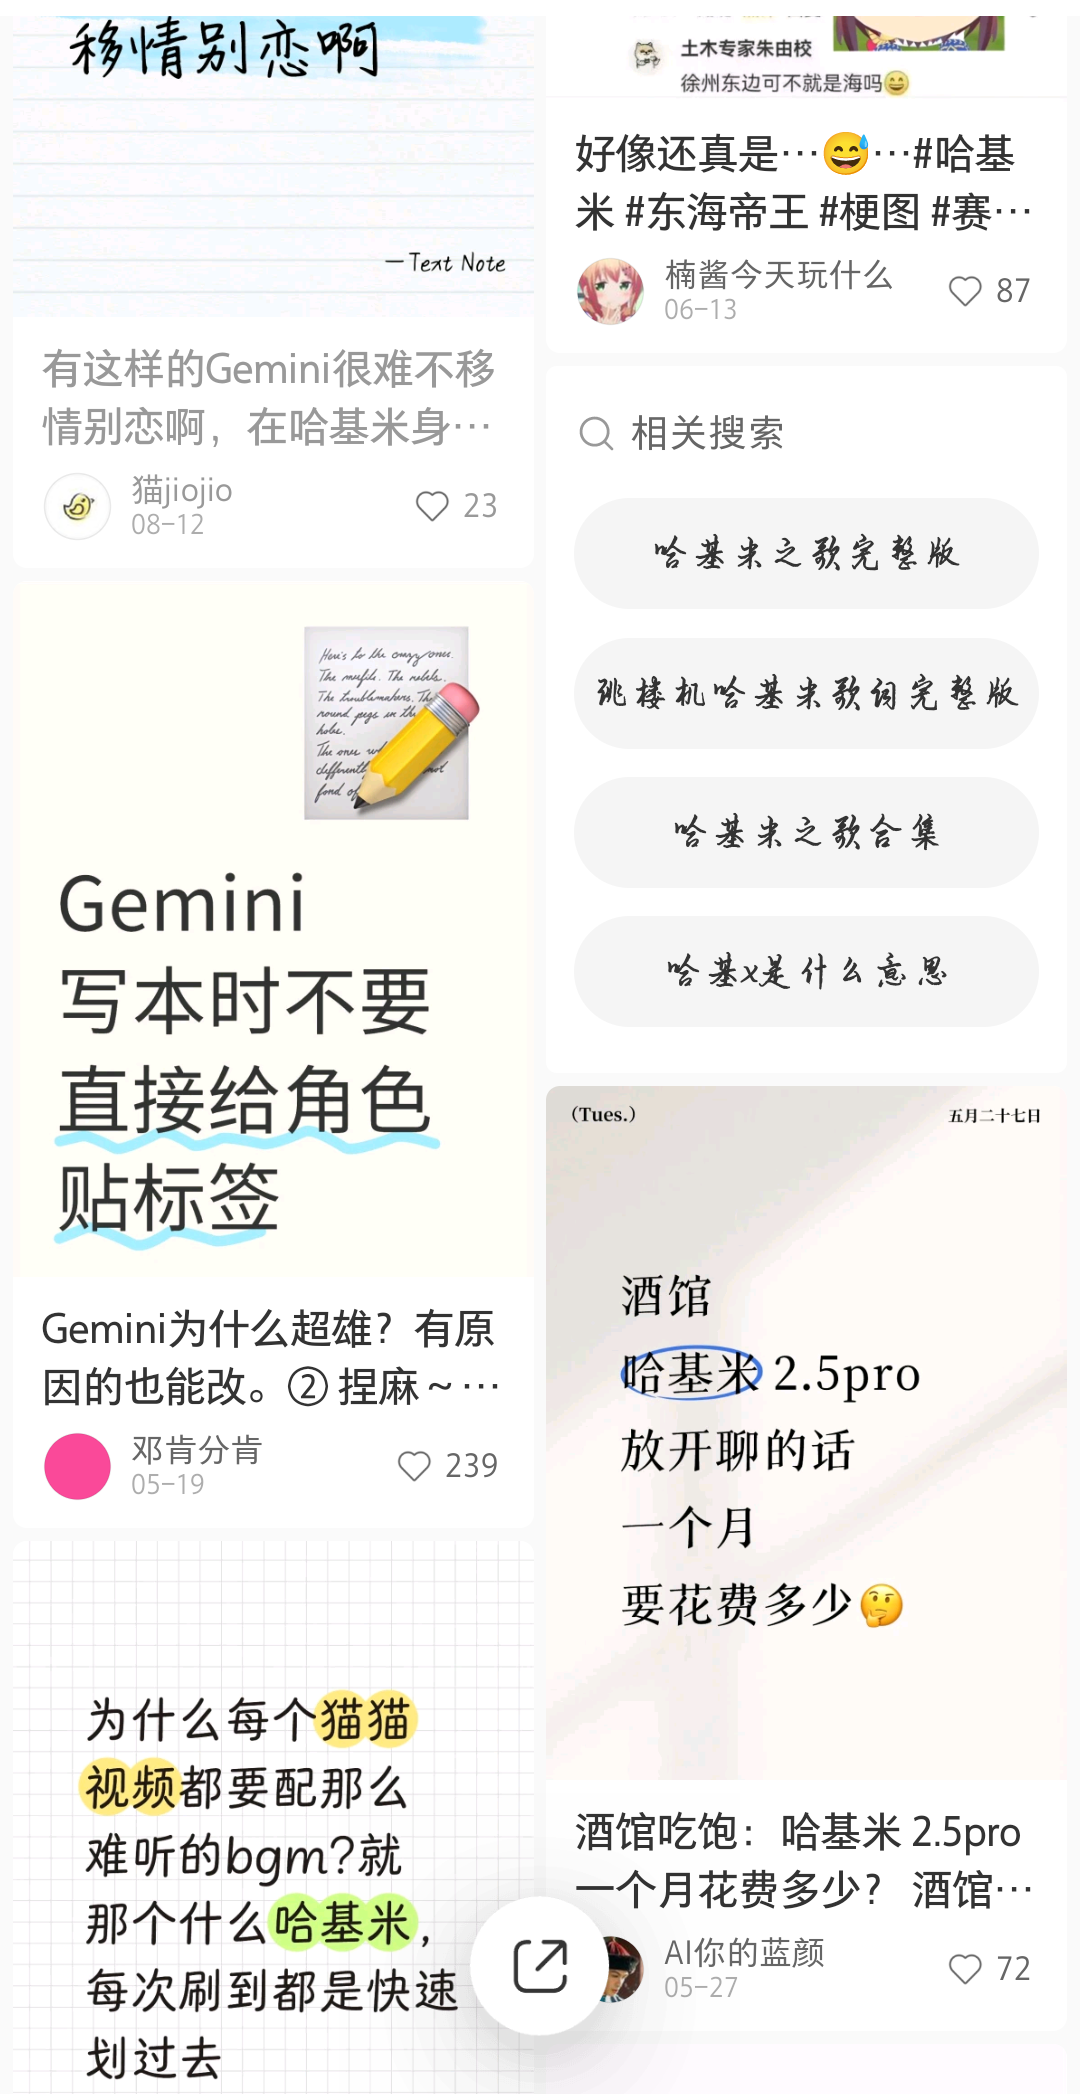 移情别恋啊
—Text Note
有这样的Gemini很难不移
情别恋啊，在哈基米身…
猫jiojio
08-12
23
Here's to the crazy ones.
The misfits. The rebels.
The troublemakers. The
round pegs in the
holes.
The ones
different
not
fond of
Gemini
写本时不要
直接给角色
贴标签
Gemini为什么超雄？有原
因的也能改。② 捏麻～…
邓肯分肯
05-19
239
为什么每个猫猫
视频都要配那么
难听的bgm?就
那个什么哈基米，
每次刷到都是快速
划过去
土木专家朱由校
徐州东边可不就是海吗😄
好像还真是…😅…#哈基
米 #东海帝王 #梗图 #赛…
楠酱今天玩什么
06-13
87
相关搜索
哈基米之歌完整版
跳楼机哈基米歌词完整版
哈基米之歌合集
哈基x是什么意思
(Tues.)
五月二十七日
酒馆
哈基米 2.5pro
放开聊的话
一个月
要花费多少🤔
酒馆吃饱：哈基米 2.5pro
一个月花费多少？ 酒馆…
AI你的蓝颜
05-27
72